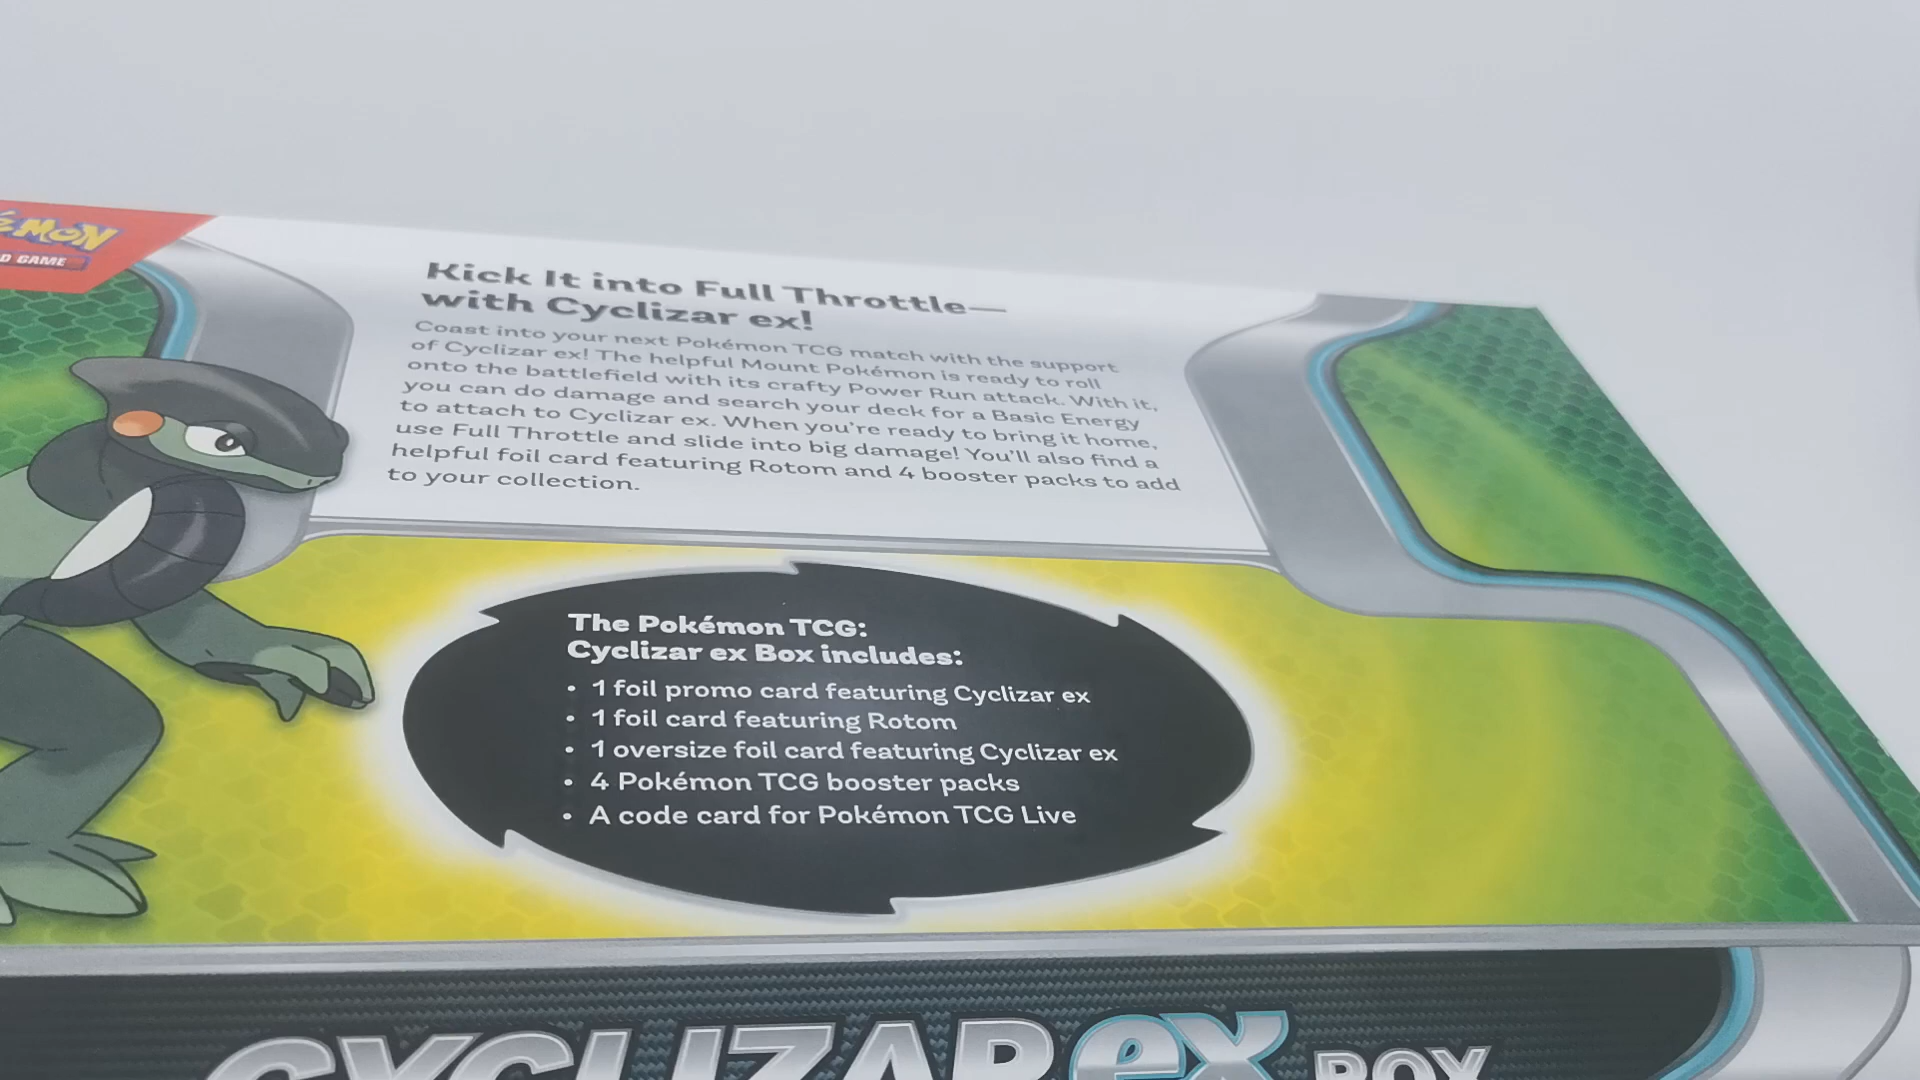 éMON
D GAME
Kick It into Full Throttle—
with Cyclizar ex!
Coast into your next Pokémon TCG match with the support
of Cyclizar ex! The helpful Mount Pokémon is ready to roll
onto the battlefield with its crafty Power Run attack. With it,
you can do damage and search your deck for a Basic Energy
to attach to Cyclizar ex. When you're ready to bring it home,
use Full Throttle and slide into big damage! You'll also find a
helpful foil card featuring Rotom and 4 booster packs to add
to your collection.
The Pokémon TCG:
Cyclizar ex Box includes:
• 1 foil promo card featuring Cyclizar ex
• 1 foil card featuring Rotom
• 1 oversize foil card featuring Cyclizar ex
• 4 Pokémon TCG booster packs
• A code card for Pokémon TCG Live
CYCLIZAR ex BOX